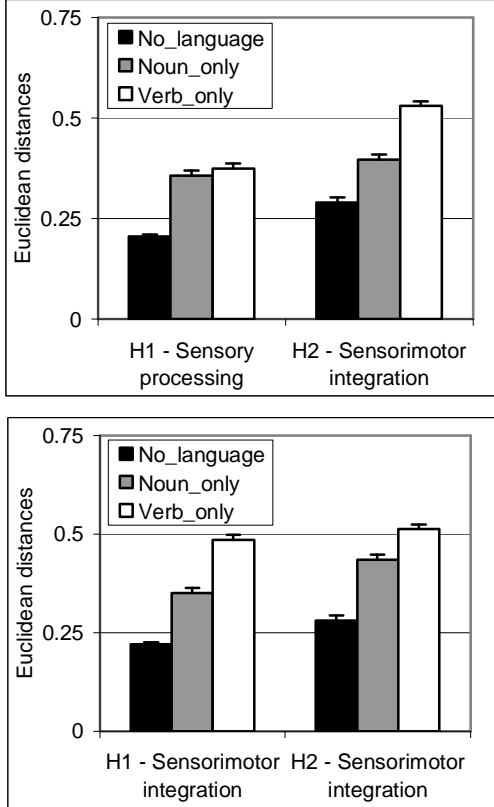 0.75
No_language
Noun_only
0.5
Verb_only
0.25
0
Euclidean distances
H1 - Sensory
processing
H2 - Sensorimotor
integration
0.75
No_language
Noun_only
0.5
Verb_only
0.25
0
Euclidean distances
H1 - Sensorimotor
integration
H2 - Sensorimotor
integration